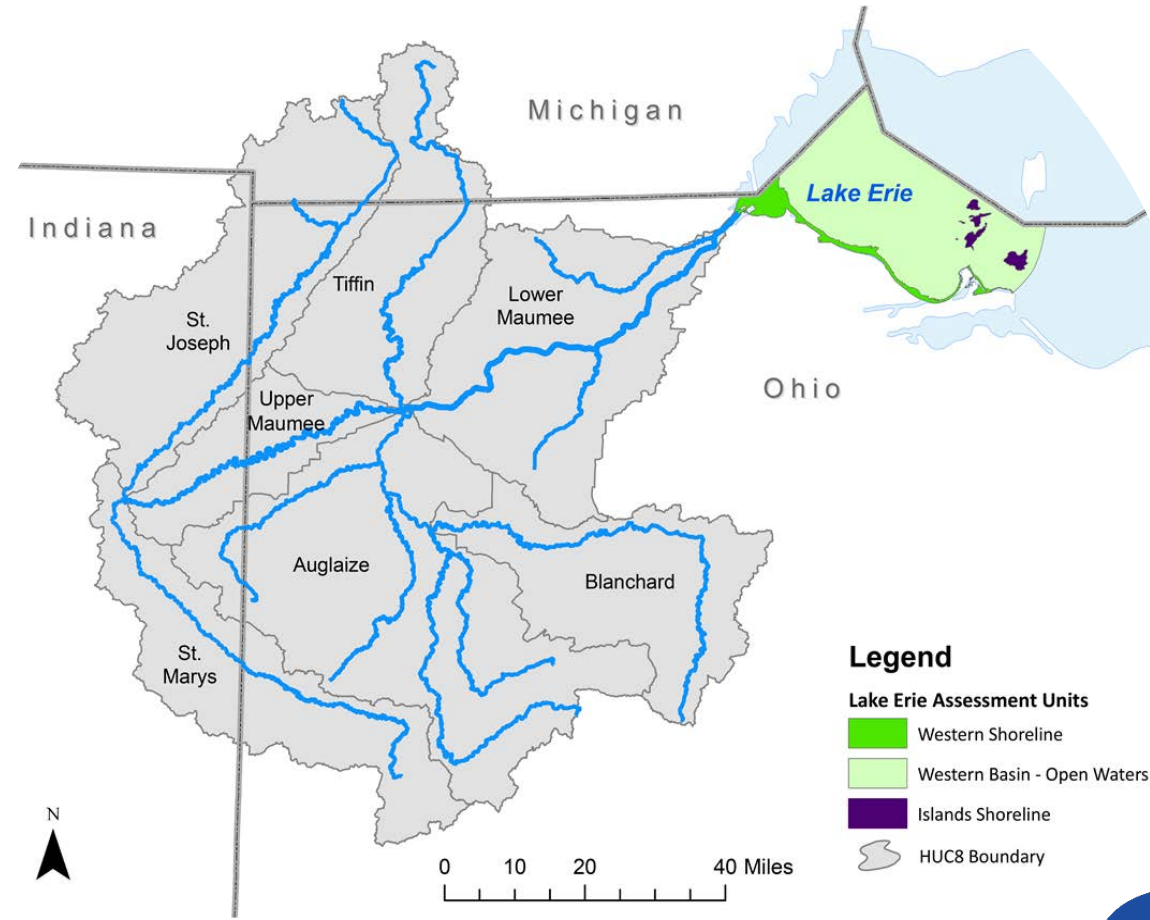 Michigan
Indiana
Lake Erie
Tiffin
Lower
Maumee
St.
Joseph
Ohio
Upper
Maumee
Auglaize
Blanchard
St.
Marys
Legend
Lake Erie Assessment Units
Western Shoreline
Western Basin - Open Waters
Islands Shoreline
HUC8 Boundary
N
0 10 20 40 Miles